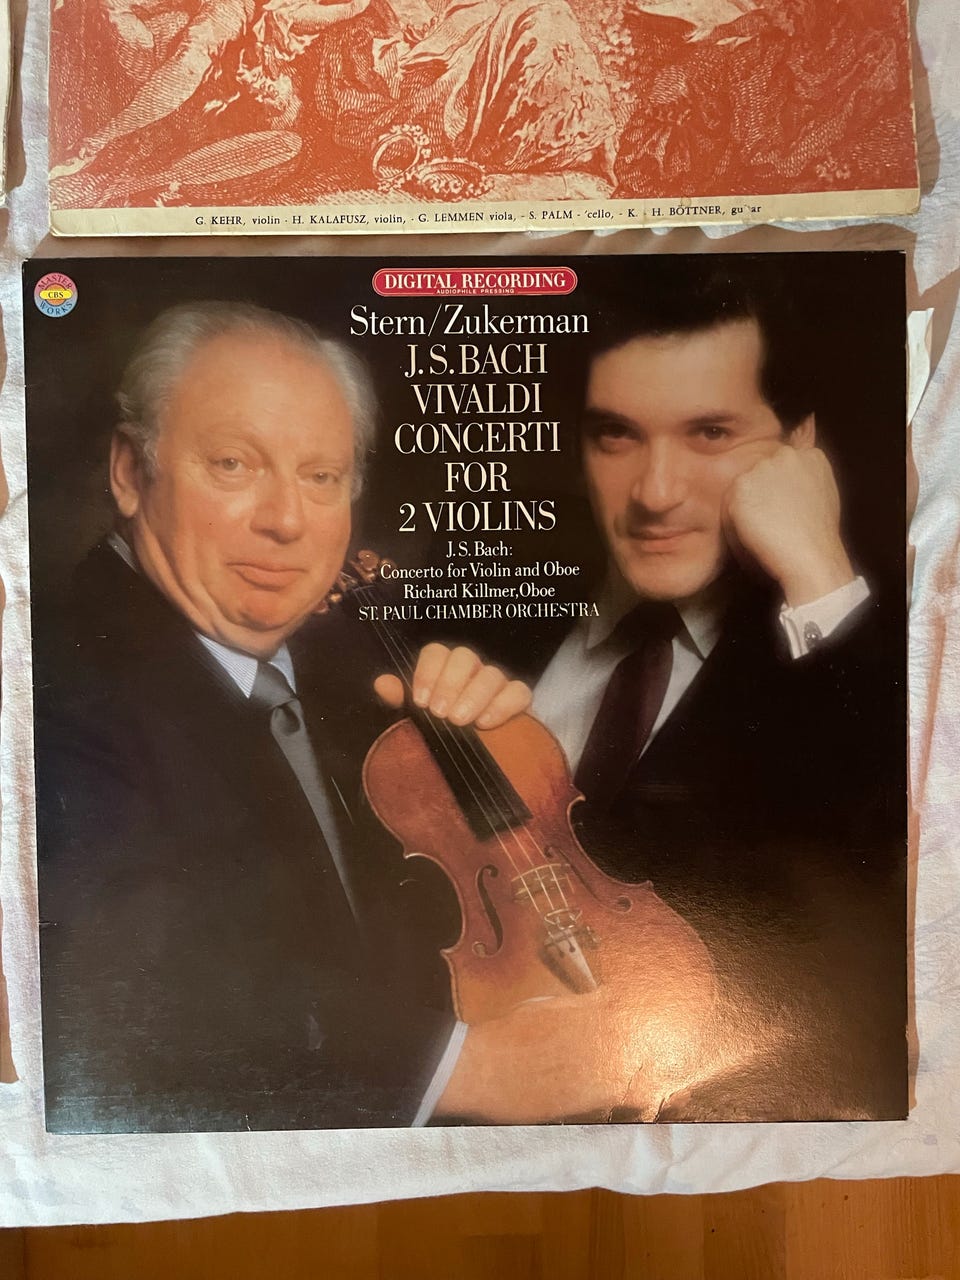 G. KEHR, violin - H. KALAFUSZ, violin, - G. LEMMEN viola, - S. PALM - 'cello, - K. - H. BÖTTNER, gu tar
MASTER
CBS
WORKS
DIGITAL RECORDING
AUDIOPHILE PRESSING
Stern/Zukerman
J.S. BACH
VIVALDI
CONCERTI
FOR
2 VIOLINS
J.S. Bach:
Concerto for Violin and Oboe
Richard Killmer, Oboe
ST. PAUL CHAMBER ORCHESTRA